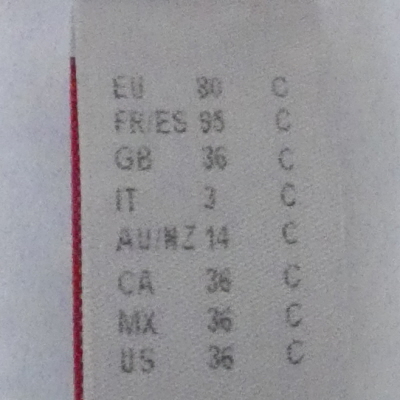 EU 80 C
FR/ES 95 C
GB 36 C
IT 3 C
AU/NZ 14 C
CA 36 C
MX 36 C
US 36 C